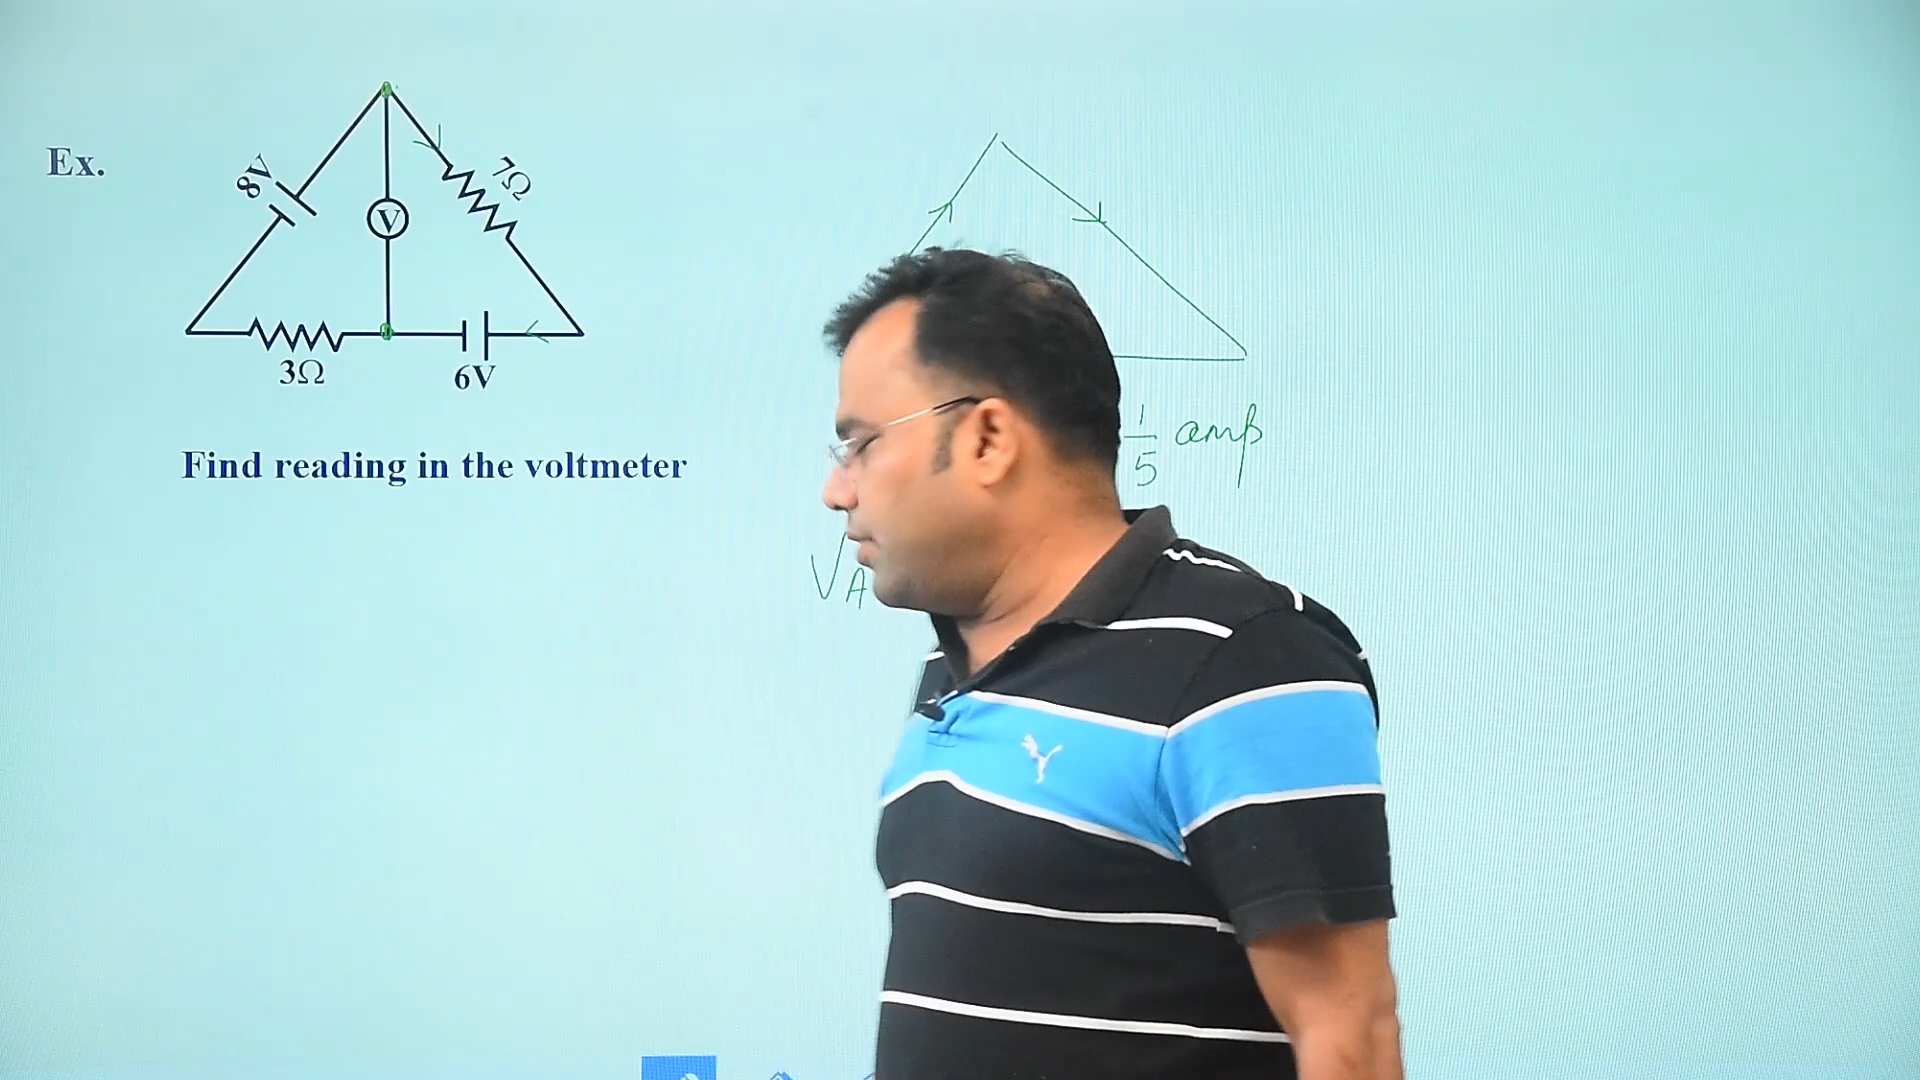 Ex.
8V
7Ω
V
3Ω
6V
Find reading in the voltmeter
1/5 amp
V_A